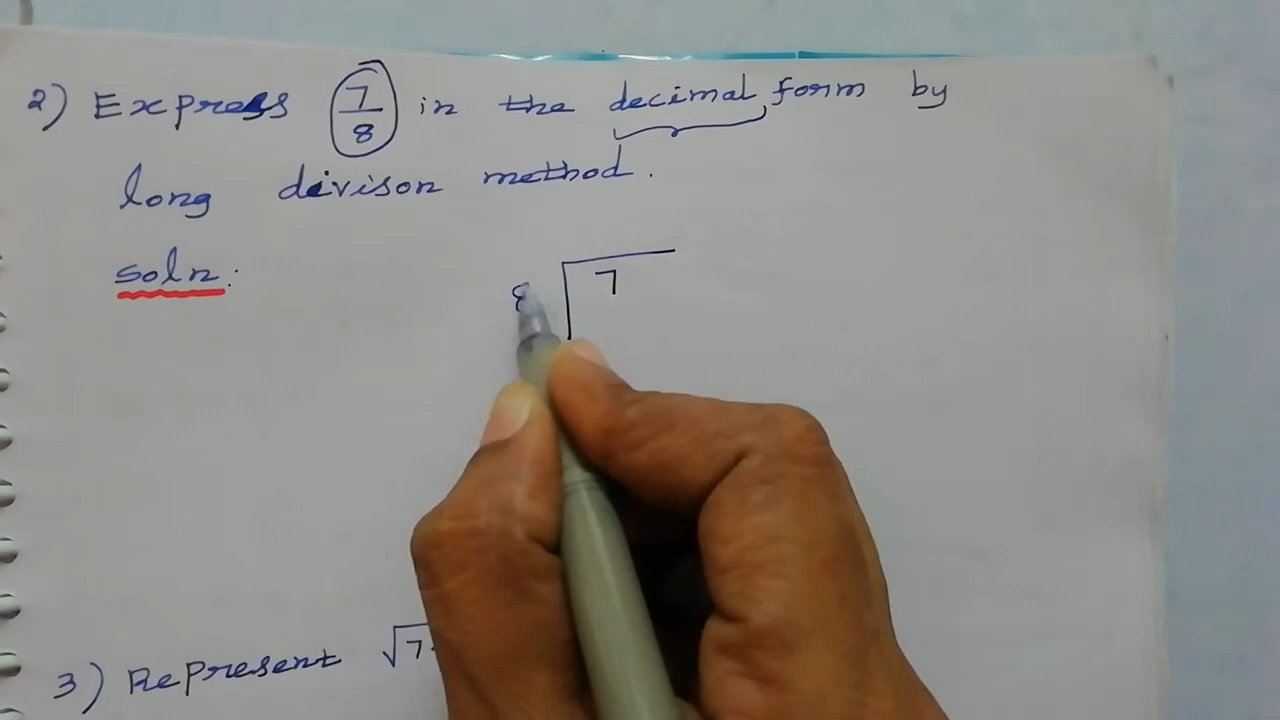 2) Express 7/8 in the decimal form by
long divison method.
soln:
8 7
3) Represent √7.